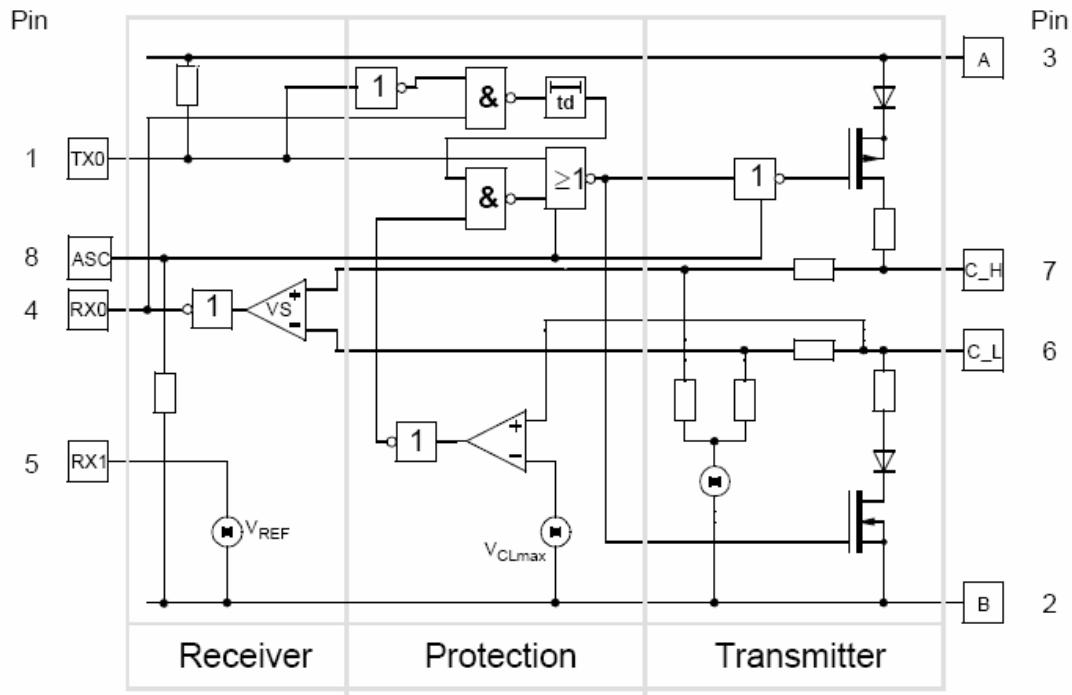 Pin
Pin
A
3
1
&
td
1
TX0
≥1
1
&
8
ASC
C_H
7
4
RX0
1
VS
+
−
C_L
6
+
1
−
5
RX1
VREF
VCLmax
B
2
Receiver
Protection
Transmitter